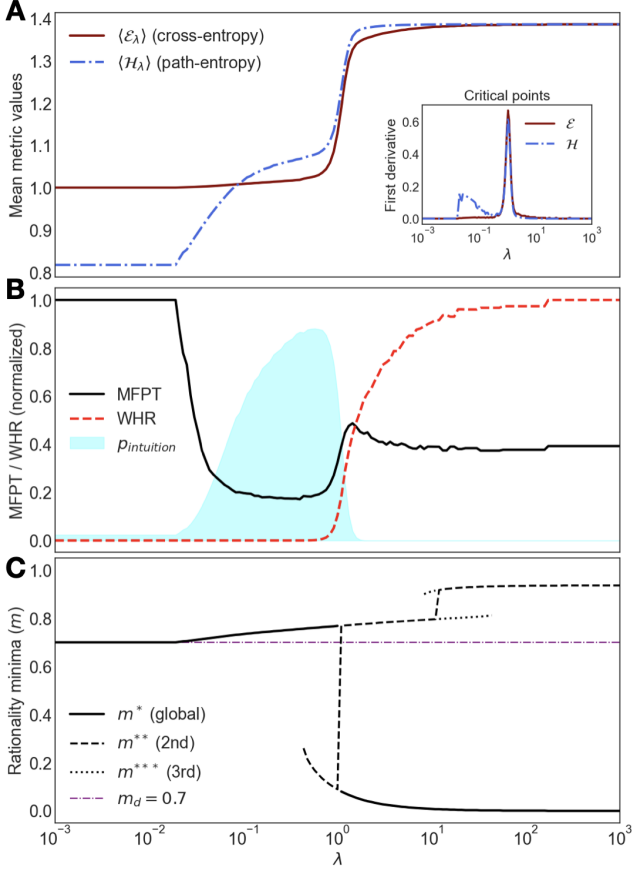 A
1.4
1.3
1.2
1.1
1.0
0.9
0.8
Mean metric values
⟨ℰλ⟩ (cross-entropy)
⟨ℋλ⟩ (path-entropy)
Critical points
First derivative
0.6
0.4
0.2
0.0
ℰ
ℋ
10⁻³ 10⁻¹ 10¹ 10³
λ
B
1.0
0.8
0.6
0.4
0.2
0.0
MFPT / WHR (normalized)
MFPT
WHR
p_intuition
C
1.0
0.8
0.6
0.4
0.2
0.0
Rationality minima (m)
m* (global)
m** (2nd)
m*** (3rd)
m_d = 0.7
10⁻³ 10⁻² 10⁻¹ 10⁰ 10¹ 10² 10³
λ